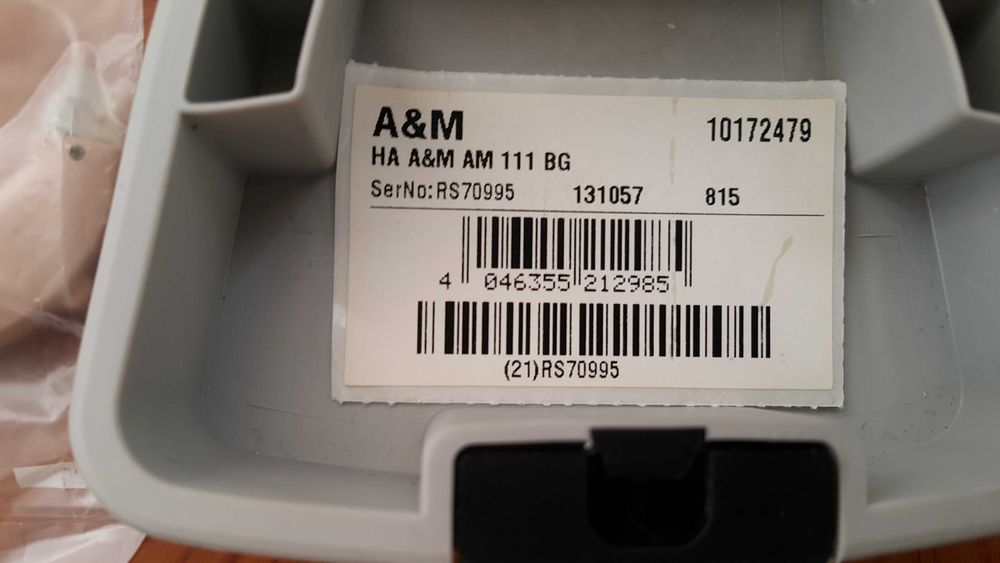 A&M 10172479
HA A&M AM 111 BG
SerNo:RS70995 131057 815
4 046355 212985
(21)RS70995